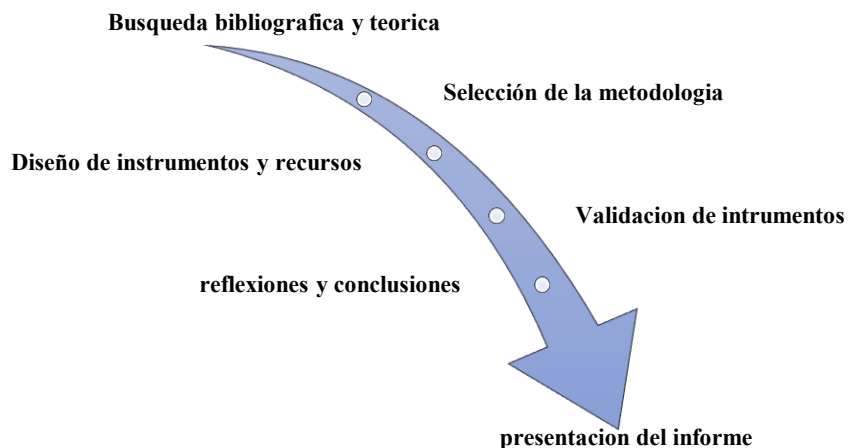 Busqueda bibliografica y teorica
Selección de la metodologia
Diseño de instrumentos y recursos
Validacion de intrumentos
reflexiones y conclusiones
presentacion del informe